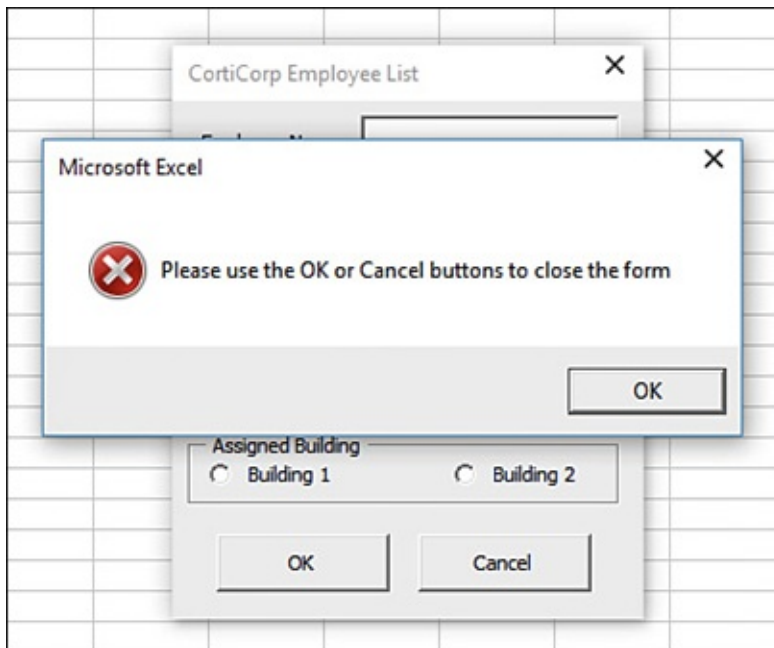 CortiCorp Employee List
Microsoft Excel
Please use the OK or Cancel buttons to close the form
OK
Assigned Building
Building 1 Building 2
OK Cancel